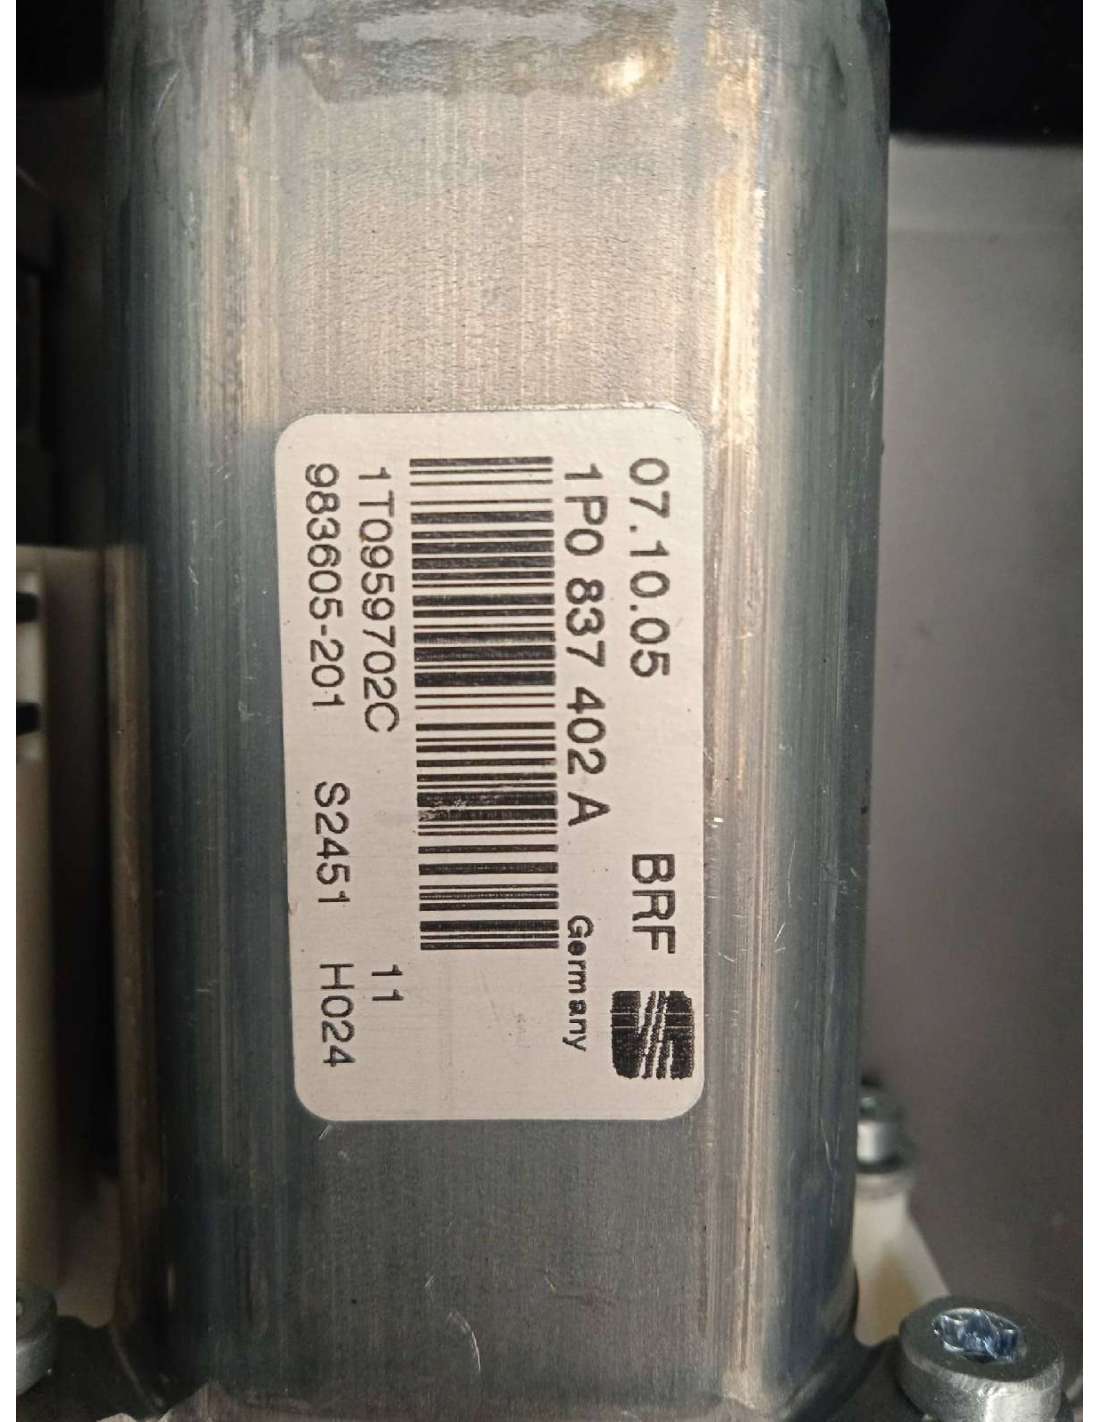 07.10.05 BRF
1P0 837 402 A Germany
1T0959702C 11
983605-201 S2451 H024